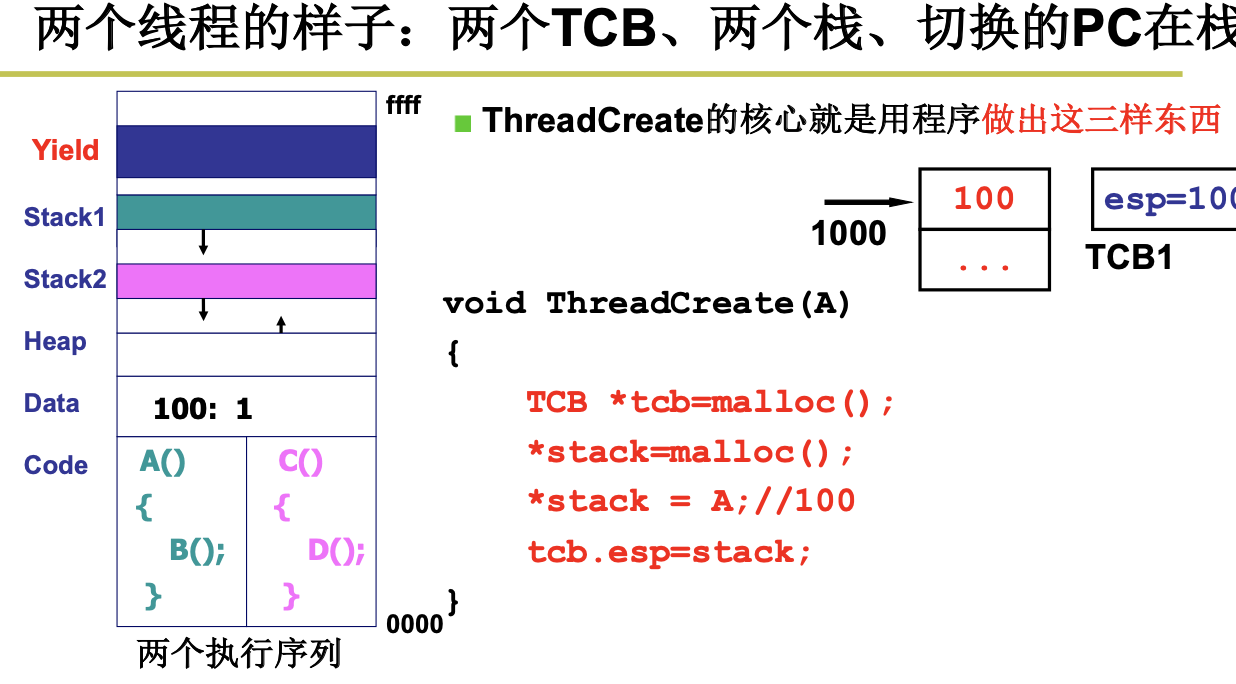 两个线程的样子：两个TCB、两个栈、切换的PC在栈
ffff
■ ThreadCreate的核心就是用程序做出这三样东西
Yield
Stack1
Stack2
Heap
Data
Code
100: 1
A()
{
B();
}
C()
{
D();
}
0000
两个执行序列
1000
100
...
esp=100
TCB1
void ThreadCreate(A)
{
TCB *tcb=malloc();
*stack=malloc();
*stack = A;//100
tcb.esp=stack;
}